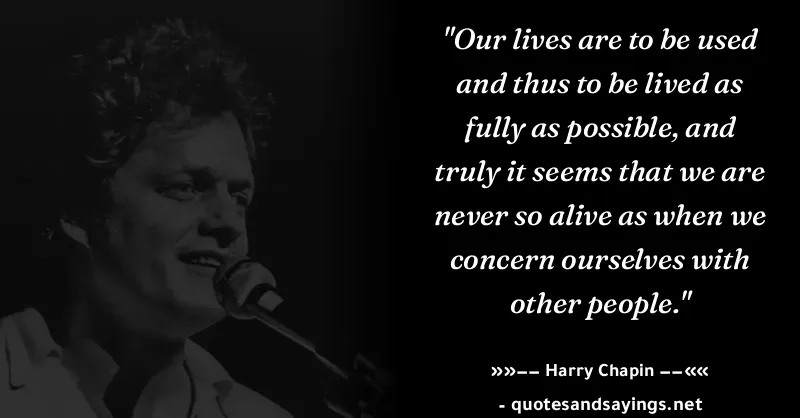 "Our lives are to be used
and thus to be lived as
fully as possible, and
truly it seems that we are
never so alive as when we
concern ourselves with
other people."
»»−− Harry Chapin −−««
- quotesandsayings.net